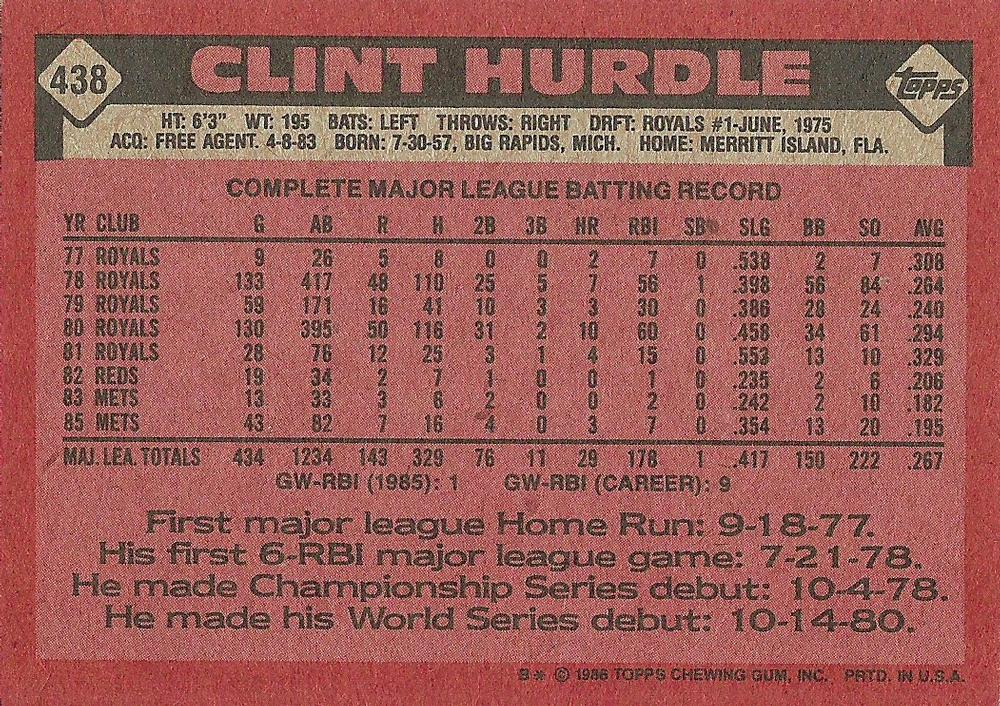 438 CLINT HURDLE Topps
HT: 6'3" WT: 195 BATS: LEFT THROWS: RIGHT DRFT: ROYALS #1-JUNE, 1975
ACQ: FREE AGENT. 4-8-83 BORN: 7-30-57, BIG RAPIDS, MICH. HOME: MERRITT ISLAND, FLA.
COMPLETE MAJOR LEAGUE BATTING RECORD
YR CLUB G AB R H 2B 3B HR RBI SB SLG BB SO AVG
77 ROYALS 9 26 5 8 0 0 2 7 0 .538 2 7 .308
78 ROYALS 133 417 48 110 25 5 7 56 1 .398 56 84 .264
79 ROYALS 59 171 16 41 10 3 3 30 0 .386 28 24 .240
80 ROYALS 130 395 50 116 31 2 10 60 0 .458 34 61 .294
81 ROYALS 28 76 12 25 3 1 4 15 0 .553 13 10 .329
82 REDS 19 34 2 7 1 0 0 1 0 .235 2 6 .206
83 METS 13 33 3 6 2 0 0 2 0 .242 2 10 .182
85 METS 43 82 7 16 4 0 3 7 0 .354 13 20 .195
MAJ. LEA. TOTALS 434 1234 143 329 76 11 29 178 1 .417 150 222 .267
GW-RBI (1985): 1 GW-RBI (CAREER): 9
First major league Home Run: 9-18-77.
His first 6-RBI major league game: 7-21-78.
He made Championship Series debut: 10-4-78.
He made his World Series debut: 10-14-80.
B* © 1986 TOPPS CHEWING GUM, INC. PRTD. IN U.S.A.